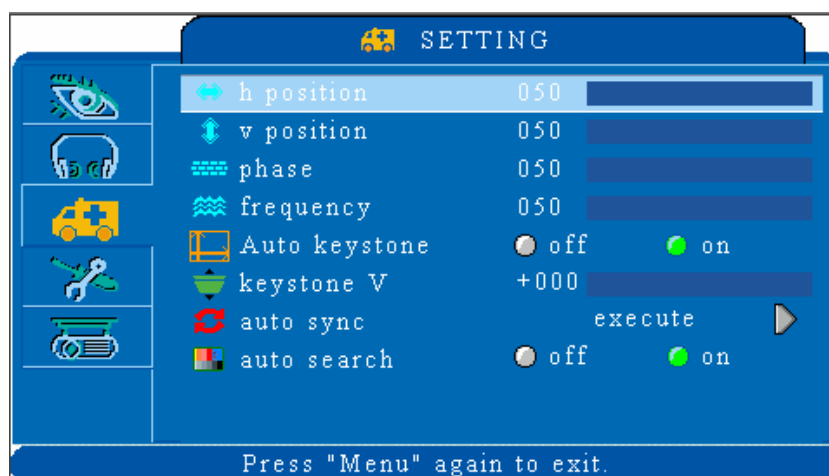 SETTING
h position 050
v position 050
phase 050
frequency 050
Auto keystone off on
keystone V +000
auto sync execute
auto search off on
Press "Menu" again to exit.